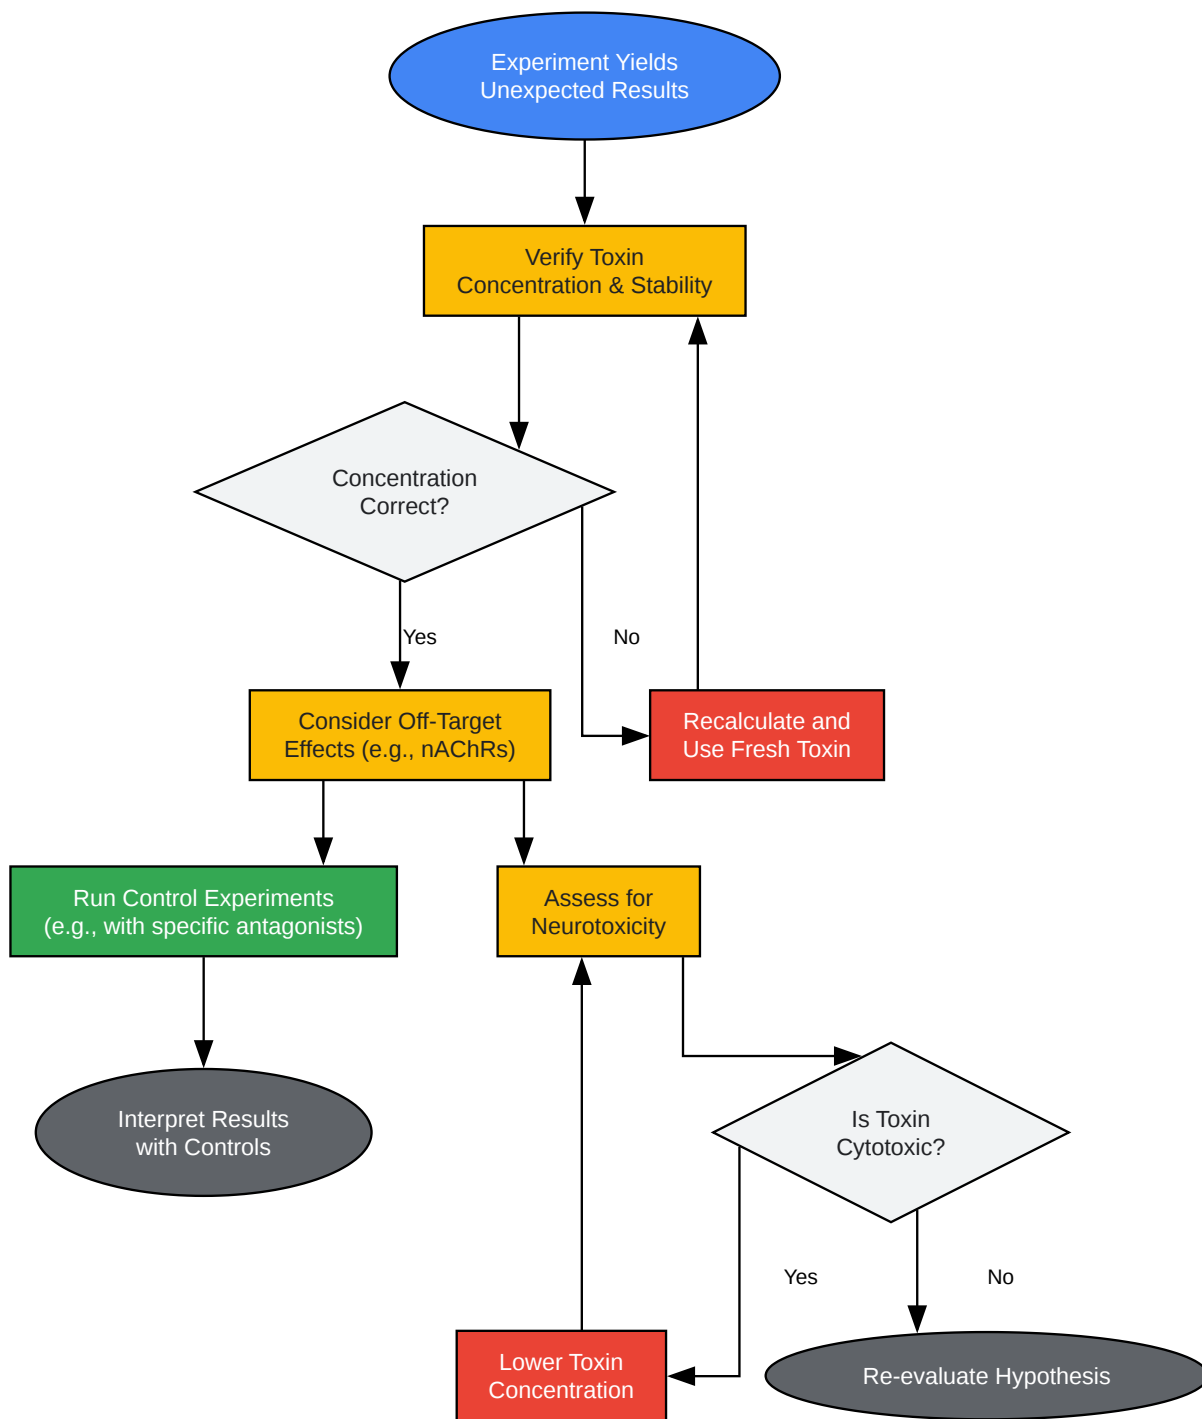 Experiment Yields
Unexpected Results
Verify Toxin
Concentration & Stability
Concentration
Correct?
Yes
No
Consider Off-Target
Effects (e.g., nAChRs)
Recalculate and
Use Fresh Toxin
Run Control Experiments
(e.g., with specific antagonists)
Assess for
Neurotoxicity
Interpret Results
with Controls
Is Toxin
Cytotoxic?
Yes
No
Lower Toxin
Concentration
Re-evaluate Hypothesis